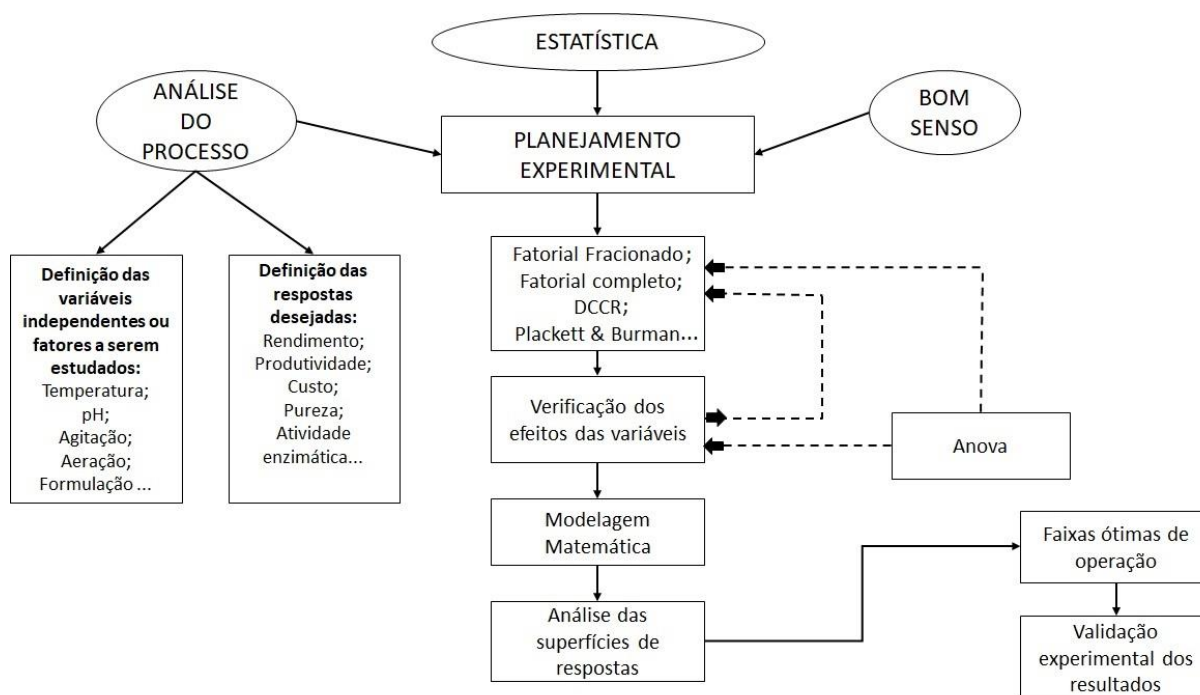 ESTATÍSTICA
ANÁLISE
DO
PROCESSO
BOM
SENSO
PLANEJAMENTO
EXPERIMENTAL
Definição das
variáveis
independentes ou
fatores a serem
estudados:
Temperatura;
pH;
Agitação;
Aeração;
Formulação ...
Definição das
respostas
desejadas:
Rendimento;
Produtividade;
Custo;
Pureza;
Atividade
enzimática...
Fatorial Fracionado;
Fatorial completo;
DCCR;
Plackett & Burman...
Verificação dos
efeitos das variáveis
Anova
Modelagem
Matemática
Análise das
superfícies de
respostas
Faixas ótimas de
operação
Validação
experimental dos
resultados